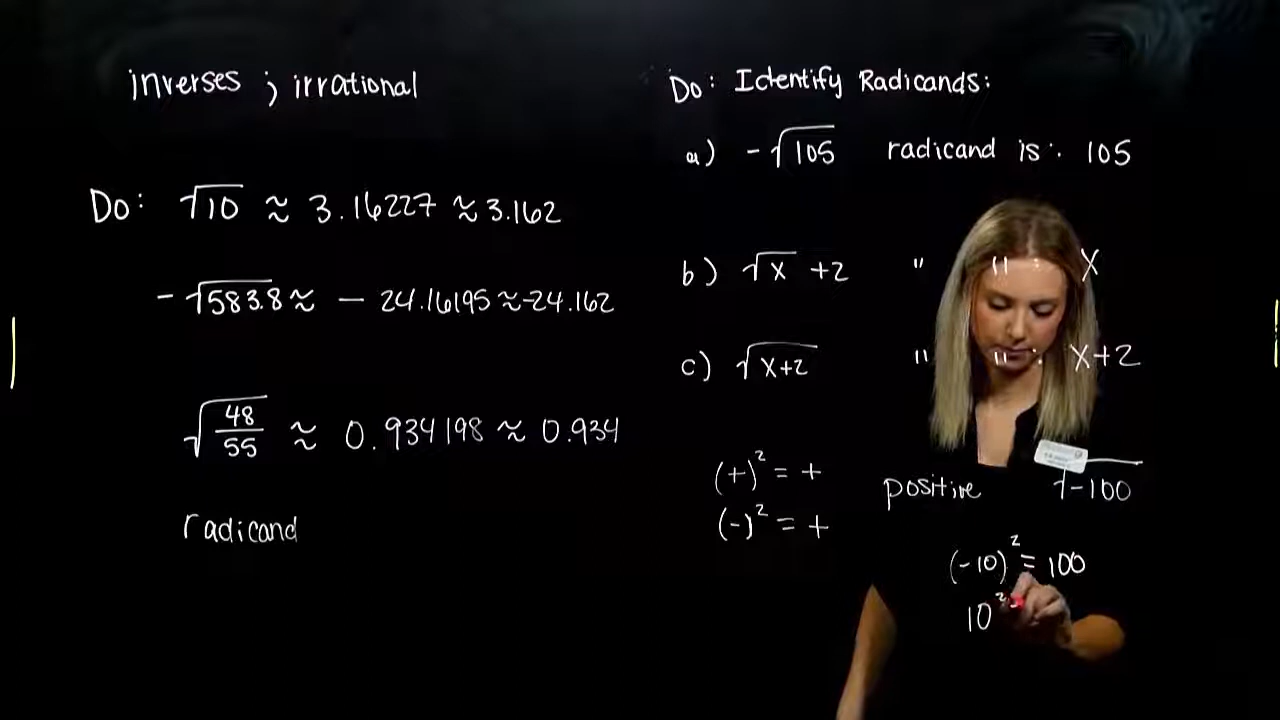 inverses ; irrational
Do: √10 ≈ 3.16227 ≈ 3.162
-√583.8 ≈ - 24.16195 ≈ -24.162
√(48/55) ≈ 0.934198 ≈ 0.934
radicand
Do: Identify Radicands:
a) -√105 radicand is: 105
b) √x +2 " " : x
c) √(x+2) " " : x+2
(+)² = +
(-)² = +
positive √-100
(-10)² = 100
10²